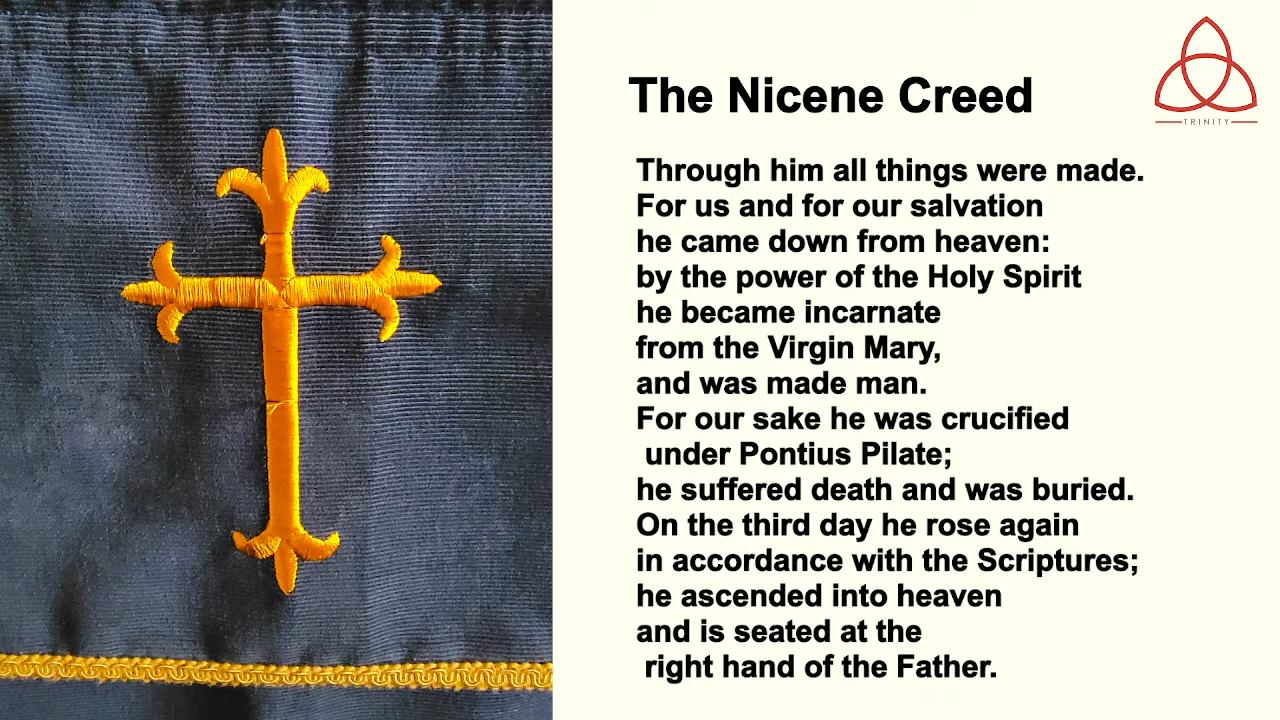 The Nicene Creed
TRINITY
Through him all things were made.
For us and for our salvation
he came down from heaven:
by the power of the Holy Spirit
he became incarnate
from the Virgin Mary,
and was made man.
For our sake he was crucified
under Pontius Pilate;
he suffered death and was buried.
On the third day he rose again
in accordance with the Scriptures;
he ascended into heaven
and is seated at the
right hand of the Father.